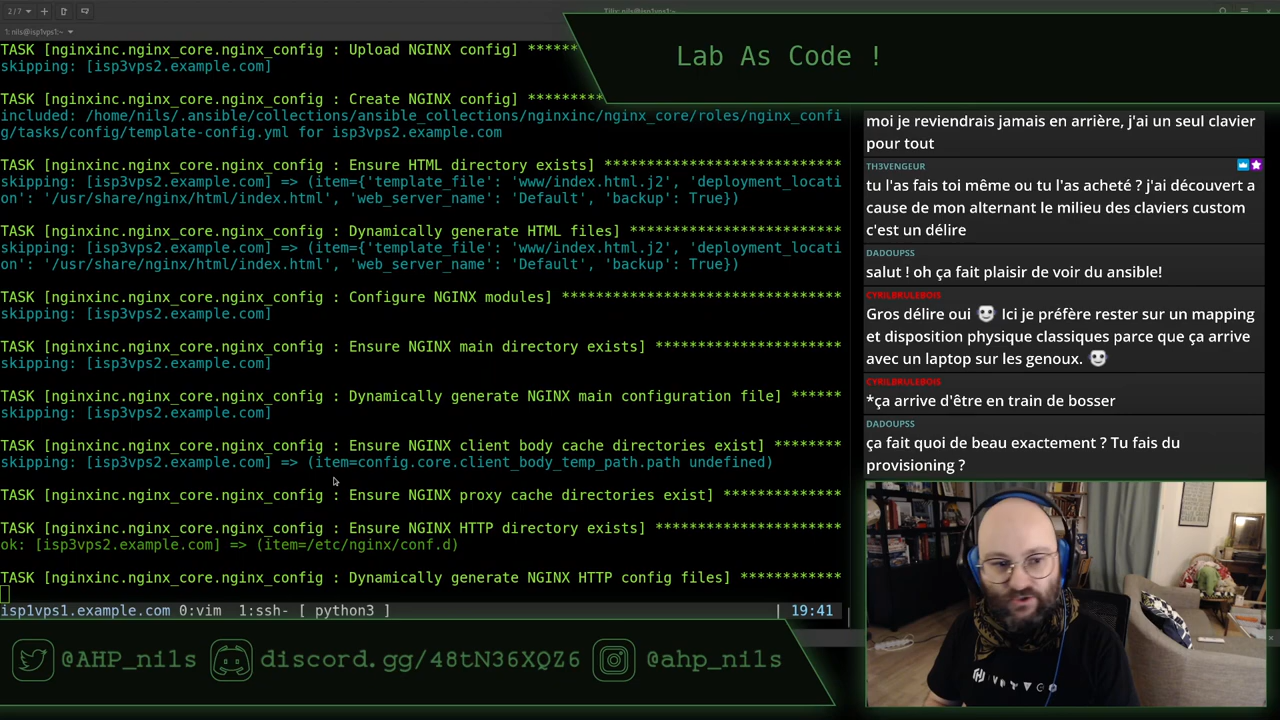 2/7
Tilix: nils@isp1vps1:~
1: nils@isp1vps1:~
Lab As Code !
TASK [nginxinc.nginx_core.nginx_config : Upload NGINX config] ******
skipping: [isp3vps2.example.com]
TASK [nginxinc.nginx_core.nginx_config : Create NGINX config] *********
included: /home/nils/.ansible/collections/ansible_collections/nginxinc/nginx_core/roles/nginx_confi
g/tasks/config/template-config.yml for isp3vps2.example.com
TASK [nginxinc.nginx_core.nginx_config : Ensure HTML directory exists] ****************************
skipping: [isp3vps2.example.com] => (item={'template_file': 'www/index.html.j2', 'deployment_locati
on': '/usr/share/nginx/html/index.html', 'web_server_name': 'Default', 'backup': True})
TASK [nginxinc.nginx_core.nginx_config : Dynamically generate HTML files] *************************
skipping: [isp3vps2.example.com] => (item={'template_file': 'www/index.html.j2', 'deployment_locati
on': '/usr/share/nginx/html/index.html', 'web_server_name': 'Default', 'backup': True})
TASK [nginxinc.nginx_core.nginx_config : Configure NGINX modules] *********************************
skipping: [isp3vps2.example.com]
TASK [nginxinc.nginx_core.nginx_config : Ensure NGINX main directory exists] **********************
skipping: [isp3vps2.example.com]
TASK [nginxinc.nginx_core.nginx_config : Dynamically generate NGINX main configuration file] ******
skipping: [isp3vps2.example.com]
TASK [nginxinc.nginx_core.nginx_config : Ensure NGINX client body cache directories exist] ********
skipping: [isp3vps2.example.com] => (item=config.core.client_body_temp_path.path undefined)
TASK [nginxinc.nginx_core.nginx_config : Ensure NGINX proxy cache directories exist] **************
TASK [nginxinc.nginx_core.nginx_config : Ensure NGINX HTTP directory exists] **********************
ok: [isp3vps2.example.com] => (item=/etc/nginx/conf.d)
TASK [nginxinc.nginx_core.nginx_config : Dynamically generate NGINX HTTP config files] ************
isp1vps1.example.com 0:vim 1:ssh- [ python3 ] | 19:41
moi je reviendrais jamais en arrière, j'ai un seul clavier
pour tout
TH3VENGEUR
tu l'as fais toi même ou tu l'as acheté ? j'ai découvert a
cause de mon alternant le milieu des claviers custom
c'est un délire
DADOUPSS
salut ! oh ça fait plaisir de voir du ansible!
CYRILBRULEBOIS
Gros délire oui Ici je préfère rester sur un mapping
et disposition physique classiques parce que ça arrive
avec un laptop sur les genoux.
CYRILBRULEBOIS
*ça arrive d'être en train de bosser
DADOUPSS
ça fait quoi de beau exactement ? Tu fais du
provisioning ?
@AHP_nils discord.gg/48tN36XQZ6 @ahp_nils